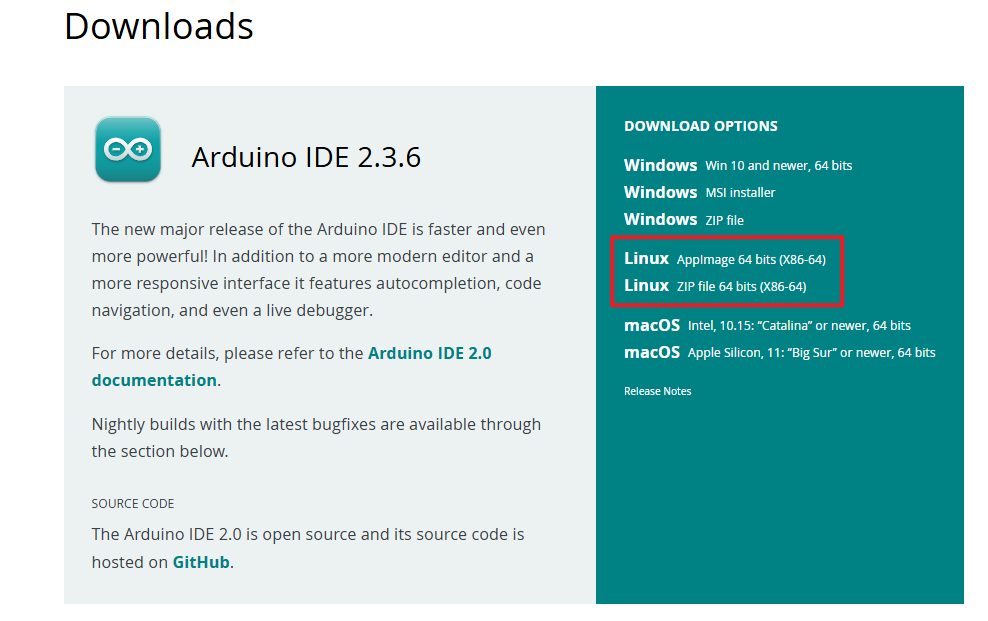 Downloads
Arduino IDE 2.3.6
The new major release of the Arduino IDE is faster and even
more powerful! In addition to a more modern editor and a
more responsive interface it features autocompletion, code
navigation, and even a live debugger.
For more details, please refer to the Arduino IDE 2.0
documentation.
Nightly builds with the latest bugfixes are available through
the section below.
SOURCE CODE
The Arduino IDE 2.0 is open source and its source code is
hosted on GitHub.
DOWNLOAD OPTIONS
Windows Win 10 and newer, 64 bits
Windows MSI installer
Windows ZIP file
Linux AppImage 64 bits (X86-64)
Linux ZIP file 64 bits (X86-64)
macOS Intel, 10.15: “Catalina” or newer, 64 bits
macOS Apple Silicon, 11: “Big Sur” or newer, 64 bits
Release Notes